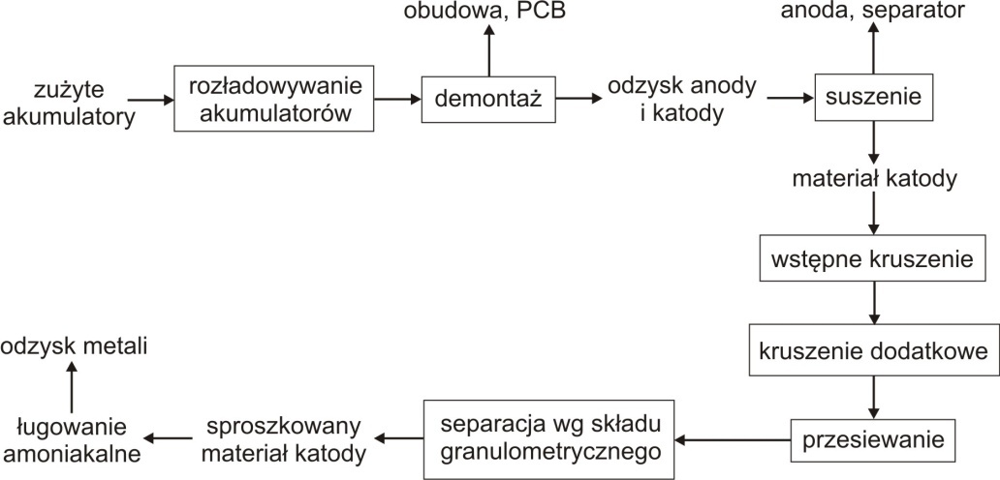 obudowa, PCB
anoda, separator
zużyte
akumulatory
rozładowywanie
akumulatorów
demontaż
odzysk anody
i katody
suszenie
materiał katody
wstępne kruszenie
kruszenie dodatkowe
przesiewanie
separacja wg składu
granulometrycznego
sproszkowany
materiał katody
ługowanie
amoniakalne
odzysk metali